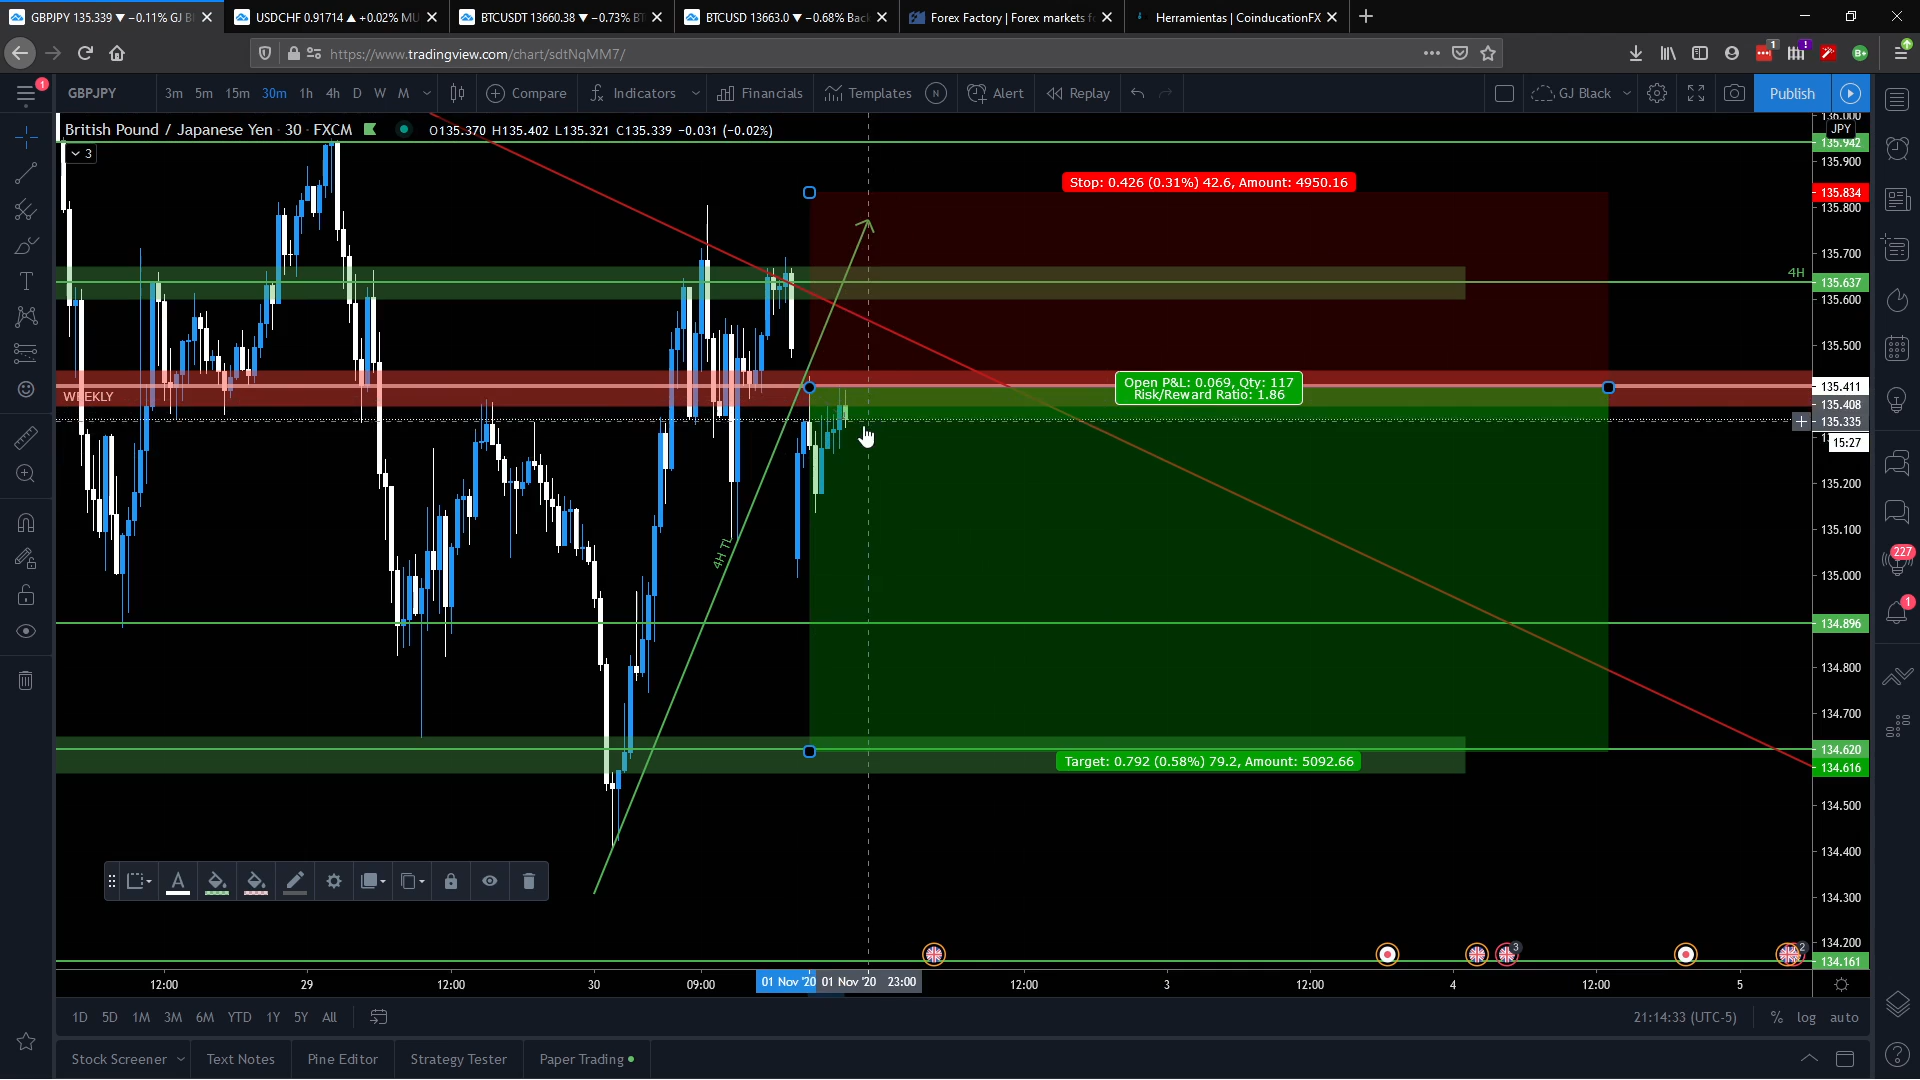 GBPJPY 135.339 ▼ −0.11% GJ Bl
USDCHF 0.91714 ▲ +0.02% MU
BTCUSDT 13660.38 ▼ −0.73% BT
BTCUSD 13663.0 ▼ −0.68% Back
Forex Factory | Forex markets f
Herramientas | CoinducationFX
https://www.tradingview.com/chart/sdtNqMM7/
1
GBPJPY 3m 5m 15m 30m 1h 4h D W M Compare Indicators Financials Templates N Alert Replay GJ Black Publish
1
British Pound / Japanese Yen · 30 · FXCM O135.370 H135.402 L135.321 C135.339 −0.031 (−0.02%)
3
136.000
JPY
135.942
135.900
Stop: 0.426 (0.31%) 42.6, Amount: 4950.16
135.834
135.800
135.700
4H
135.637
135.600
135.500
WEEKLY
Open P&L: 0.069, Qty: 117
Risk/Reward Ratio: 1.86
135.411
135.408
135.335
15:27
135.200
4H TL
135.100
135.000
134.896
134.800
134.700
134.620
Target: 0.792 (0.58%) 79.2, Amount: 5092.66
134.616
134.500
134.400
134.300
134.200
134.161
3
2
227
1
12:00 29 12:00 30 09:00 01 Nov '20 01 Nov '20 23:00 12:00 3 12:00 4 12:00 5
1D 5D 1M 3M 6M YTD 1Y 5Y All 21:14:33 (UTC-5) % log auto
Stock Screener Text Notes Pine Editor Strategy Tester Paper Trading